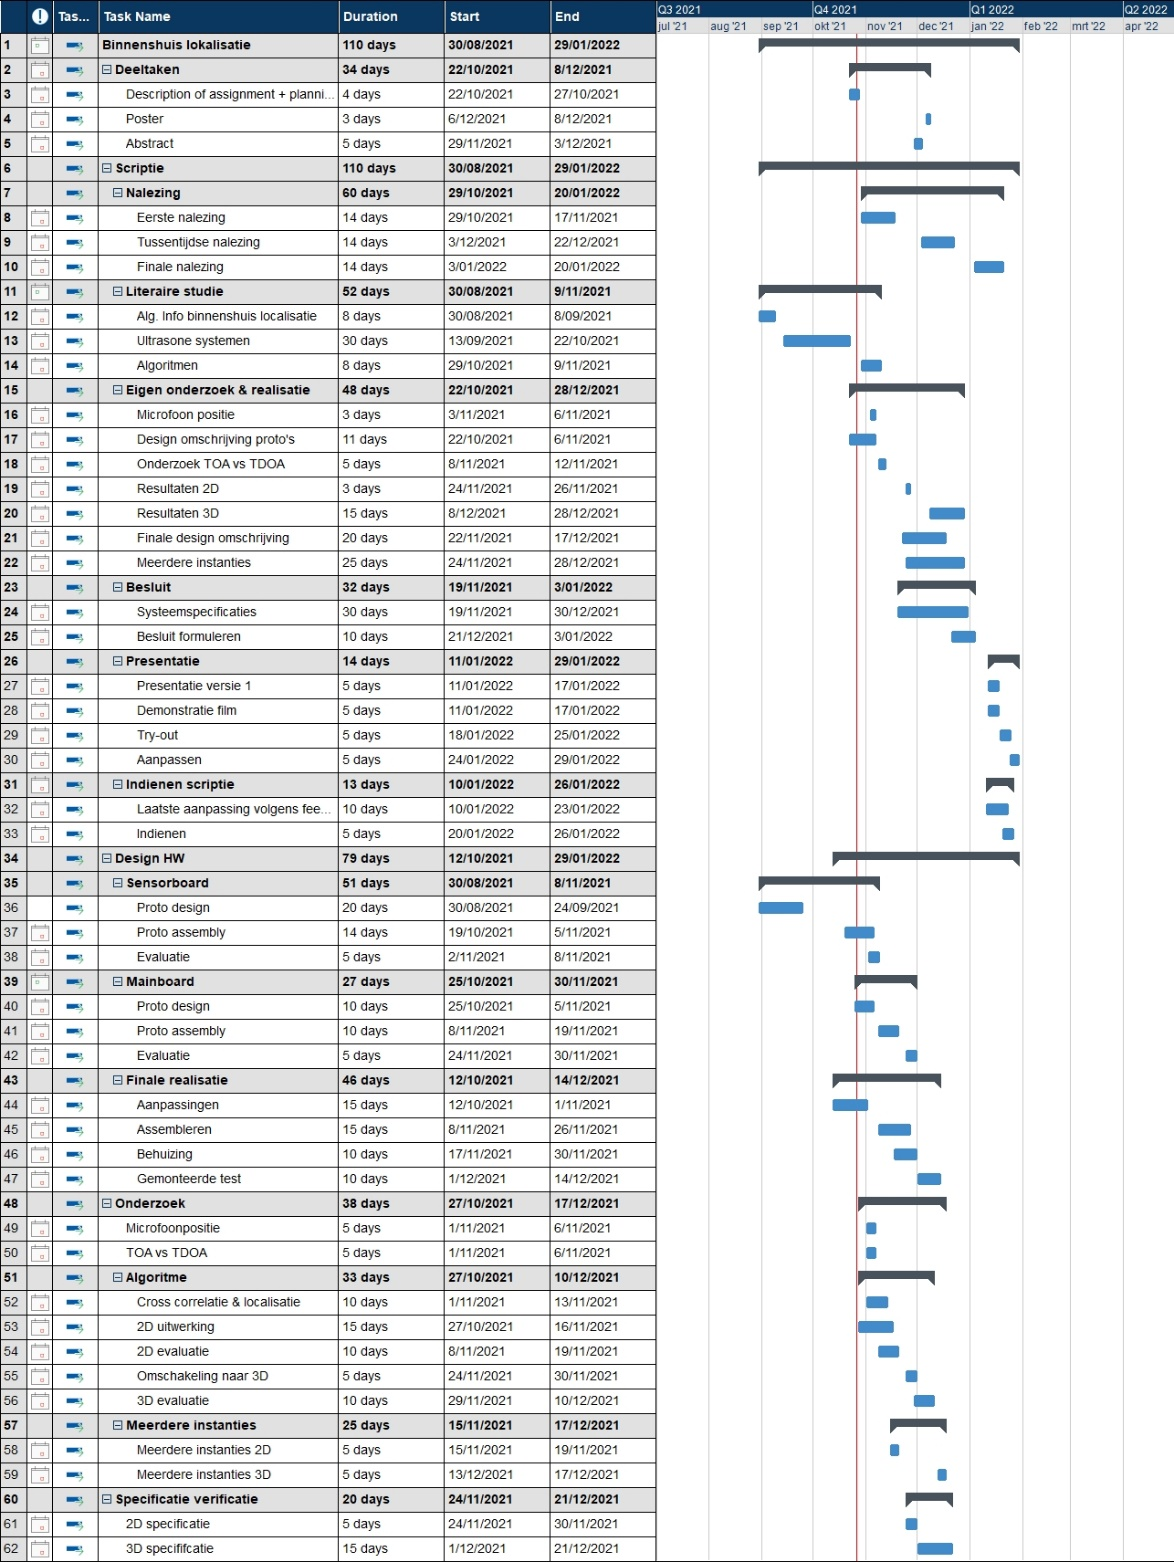 Q3 2021 Q4 2021 Q1 2022 Q2 2022
Tas... Task Name Duration Start End
jul '21 aug '21 sep '21 okt '21 nov '21 dec '21 jan '22 feb '22 mrt '22 apr '22
1 Binnenshuis lokalisatie 110 days 30/08/2021 29/01/2022
2 Deeltaken 34 days 22/10/2021 8/12/2021
3 Description of assignment + planni... 4 days 22/10/2021 27/10/2021
4 Poster 3 days 6/12/2021 8/12/2021
5 Abstract 5 days 29/11/2021 3/12/2021
6 Scriptie 110 days 30/08/2021 29/01/2022
7 Nalezing 60 days 29/10/2021 20/01/2022
8 Eerste nalezing 14 days 29/10/2021 17/11/2021
9 Tussentijdse nalezing 14 days 3/12/2021 22/12/2021
10 Finale nalezing 14 days 3/01/2022 20/01/2022
11 Literaire studie 52 days 30/08/2021 9/11/2021
12 Alg. Info binnenshuis localisatie 8 days 30/08/2021 8/09/2021
13 Ultrasone systemen 30 days 13/09/2021 22/10/2021
14 Algoritmen 8 days 29/10/2021 9/11/2021
15 Eigen onderzoek & realisatie 48 days 22/10/2021 28/12/2021
16 Microfoon positie 3 days 3/11/2021 6/11/2021
17 Design omschrijving proto's 11 days 22/10/2021 6/11/2021
18 Onderzoek TOA vs TDOA 5 days 8/11/2021 12/11/2021
19 Resultaten 2D 3 days 24/11/2021 26/11/2021
20 Resultaten 3D 15 days 8/12/2021 28/12/2021
21 Finale design omschrijving 20 days 22/11/2021 17/12/2021
22 Meerdere instanties 25 days 24/11/2021 28/12/2021
23 Besluit 32 days 19/11/2021 3/01/2022
24 Systeemspecificaties 30 days 19/11/2021 30/12/2021
25 Besluit formuleren 10 days 21/12/2021 3/01/2022
26 Presentatie 14 days 11/01/2022 29/01/2022
27 Presentatie versie 1 5 days 11/01/2022 17/01/2022
28 Demonstratie film 5 days 11/01/2022 17/01/2022
29 Try-out 5 days 18/01/2022 25/01/2022
30 Aanpassen 5 days 24/01/2022 29/01/2022
31 Indienen scriptie 13 days 10/01/2022 26/01/2022
32 Laatste aanpassing volgens fee... 10 days 10/01/2022 23/01/2022
33 Indienen 5 days 20/01/2022 26/01/2022
34 Design HW 79 days 12/10/2021 29/01/2022
35 Sensorboard 51 days 30/08/2021 8/11/2021
36 Proto design 20 days 30/08/2021 24/09/2021
37 Proto assembly 14 days 19/10/2021 5/11/2021
38 Evaluatie 5 days 2/11/2021 8/11/2021
39 Mainboard 27 days 25/10/2021 30/11/2021
40 Proto design 10 days 25/10/2021 5/11/2021
41 Proto assembly 10 days 8/11/2021 19/11/2021
42 Evaluatie 5 days 24/11/2021 30/11/2021
43 Finale realisatie 46 days 12/10/2021 14/12/2021
44 Aanpassingen 15 days 12/10/2021 1/11/2021
45 Assembleren 15 days 8/11/2021 26/11/2021
46 Behuizing 10 days 17/11/2021 30/11/2021
47 Gemonteerde test 10 days 1/12/2021 14/12/2021
48 Onderzoek 38 days 27/10/2021 17/12/2021
49 Microfoonpositie 5 days 1/11/2021 6/11/2021
50 TOA vs TDOA 5 days 1/11/2021 6/11/2021
51 Algoritme 33 days 27/10/2021 10/12/2021
52 Cross correlatie & localisatie 10 days 1/11/2021 13/11/2021
53 2D uitwerking 15 days 27/10/2021 16/11/2021
54 2D evaluatie 10 days 8/11/2021 19/11/2021
55 Omschakeling naar 3D 5 days 24/11/2021 30/11/2021
56 3D evaluatie 10 days 29/11/2021 10/12/2021
57 Meerdere instanties 25 days 15/11/2021 17/12/2021
58 Meerdere instanties 2D 5 days 15/11/2021 19/11/2021
59 Meerdere instanties 3D 5 days 13/12/2021 17/12/2021
60 Specificatie verificatie 20 days 24/11/2021 21/12/2021
61 2D specificatie 5 days 24/11/2021 30/11/2021
62 3D specififcatie 15 days 1/12/2021 21/12/2021